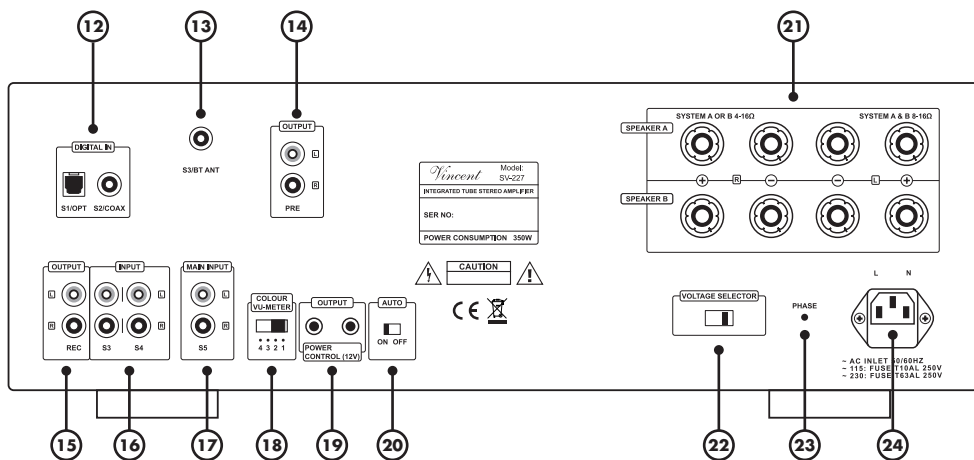 12
13
14
21
DIGITAL IN
S1/OPT S2/COAX
S3/BT ANT
OUTPUT
L
R
PRE
Vincent Model:
SV-227
INTEGRATED TUBE STEREO AMPLIFIER
SER NO:
POWER CONSUMPTION 350W
SYSTEM A OR B 4-16Ω SYSTEM A & B 8-16Ω
SPEAKER A
+ R − − L +
SPEAKER B
OUTPUT INPUT
L L
R R
REC S3 S4
MAIN INPUT
L
R
S5
COLOUR
VU-METER
4 3 2 1
OUTPUT
POWER
CONTROL (12V)
AUTO
ON OFF
CAUTION
CE
VOLTAGE SELECTOR
PHASE
L N
~ AC INLET 50/60HZ
~ 115: FUSE T10AL 250V
~ 230: FUSE T63AL 250V
15
16
17
18
19
20
22
23
24